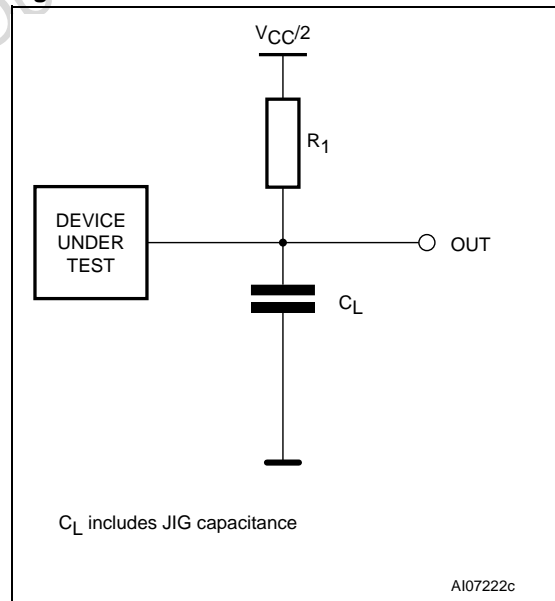 VCC/2
R1
DEVICE
UNDER
TEST
OUT
CL
CL includes JIG capacitance
AI07222c